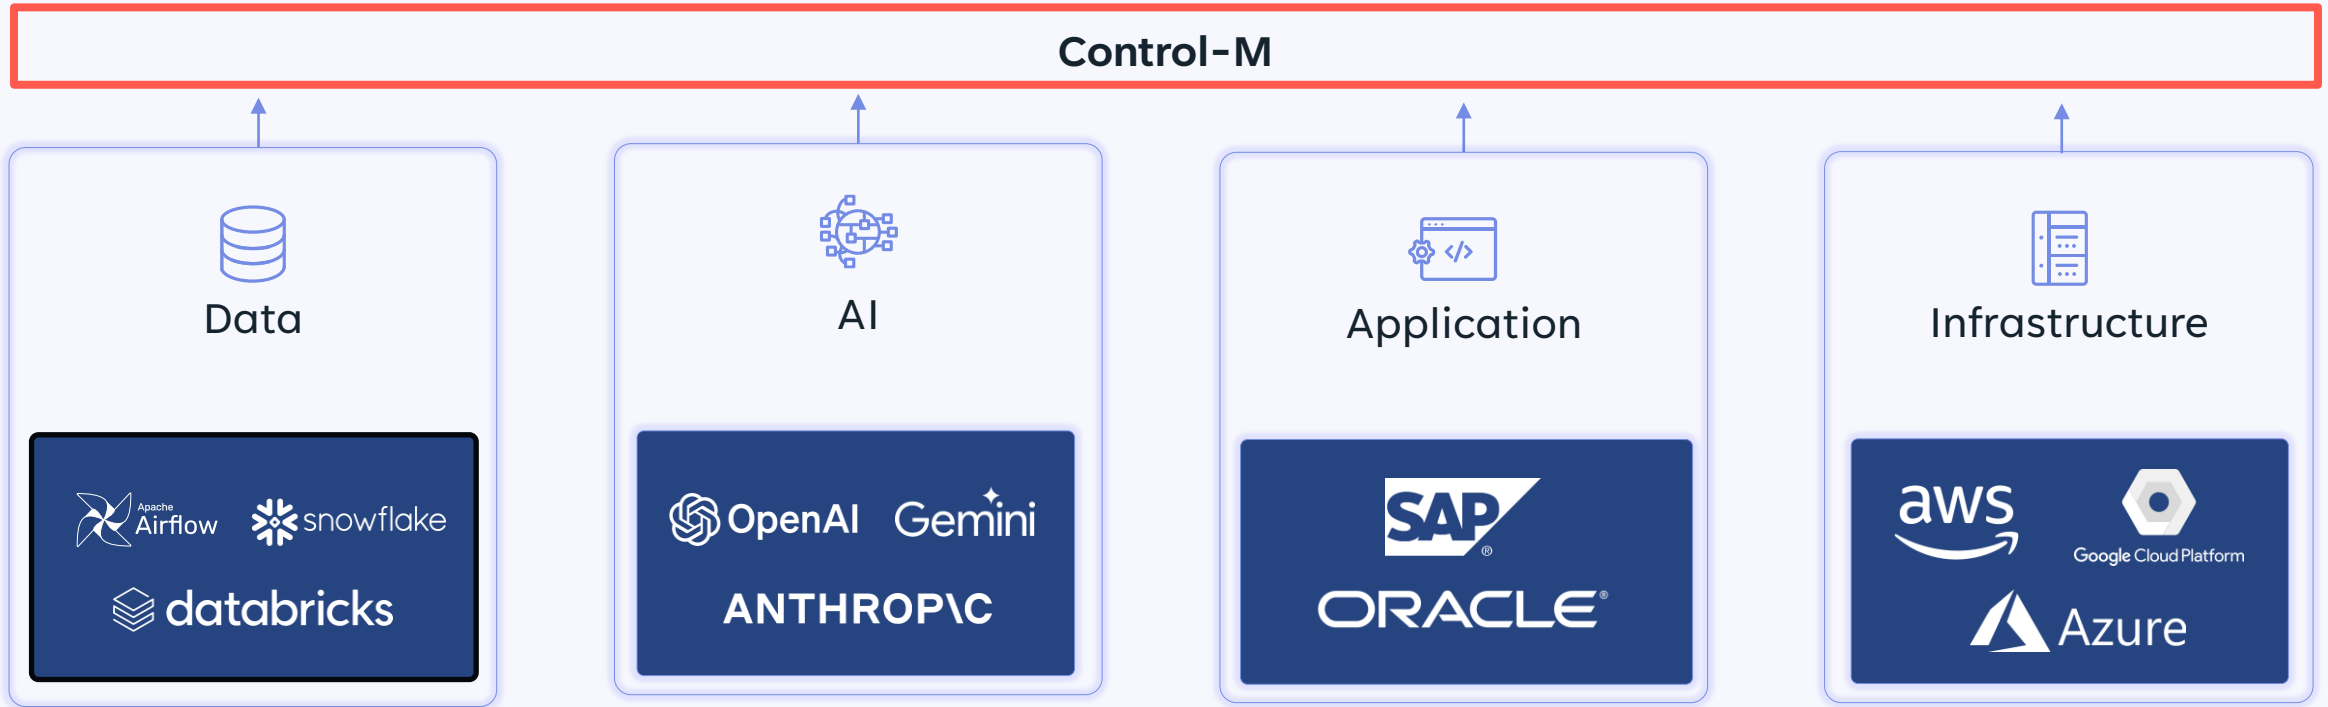 Control-M
Data
AI
Application
Infrastructure
Apache
Airflow
snowflake
databricks
OpenAI
Gemini
ANTHROP\C
SAP
®
ORACLE®
aws
Google Cloud Platform
Azure